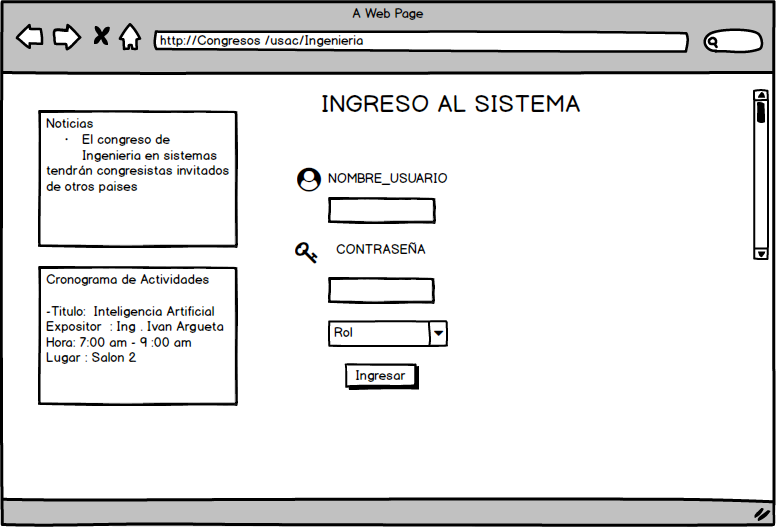 A Web Page
http://Congresos /usac/Ingenieria
INGRESO AL SISTEMA
Noticias
· El congreso de
Ingenieria en sistemas
tendrán congresistas invitados
de otros paises
NOMBRE_USUARIO
CONTRASEÑA
Cronograma de Actividades
-Titulo: Inteligencia Artificial
Expositor : Ing . Ivan Argueta
Hora: 7:00 am - 9 :00 am
Lugar : Salon 2
Rol
Ingresar